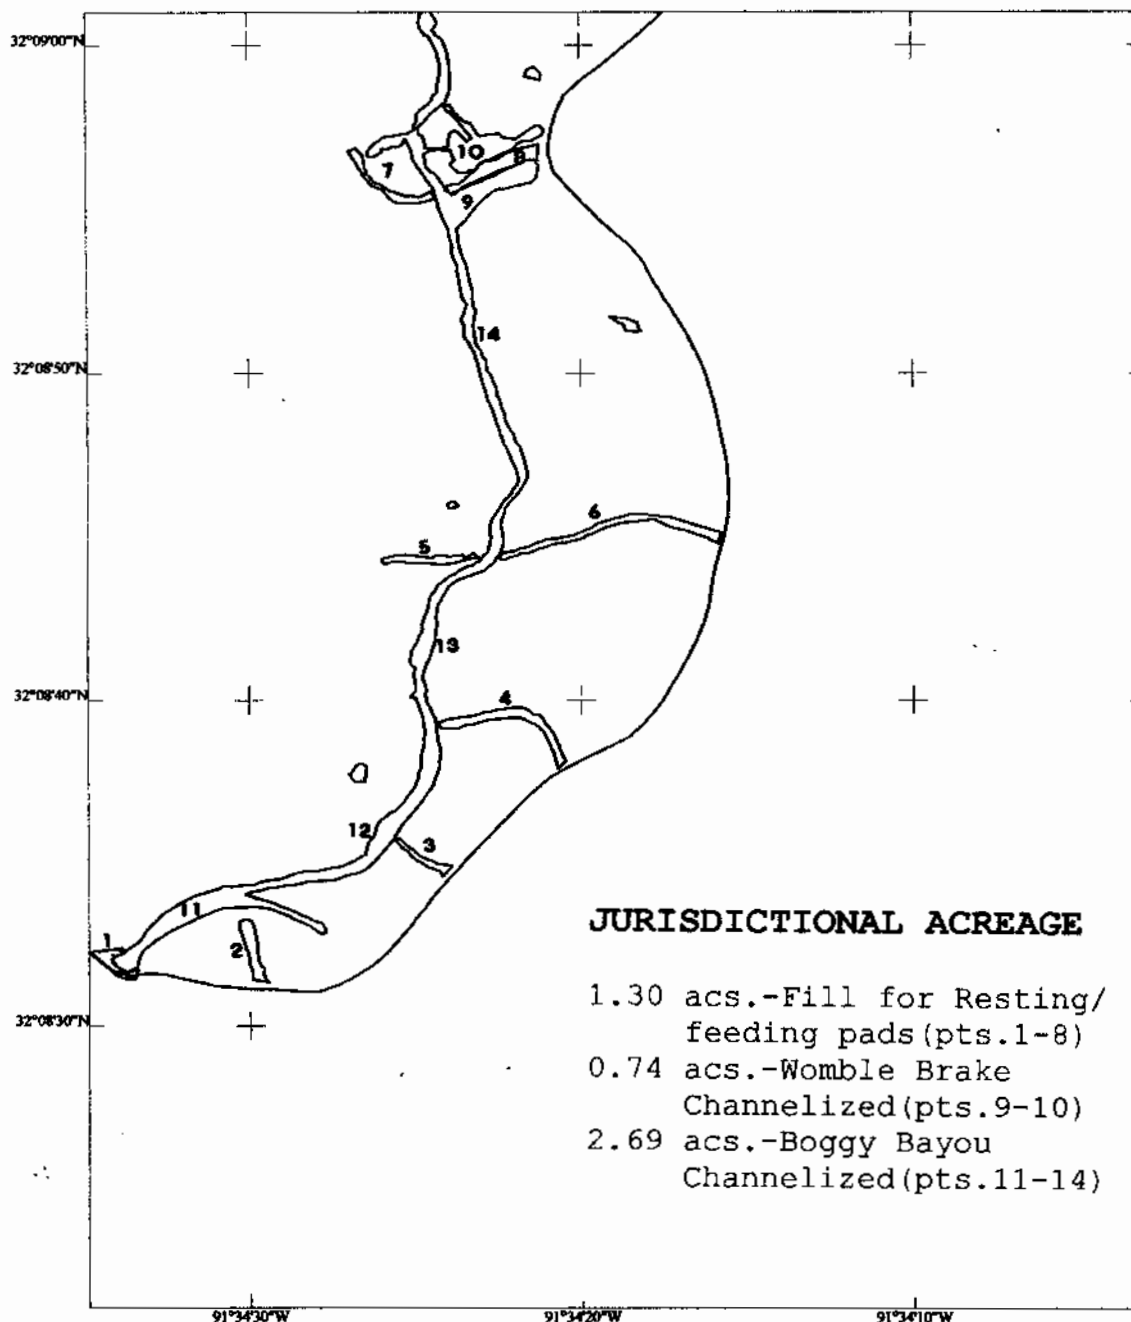 32°09'00"N
10
7
8
9
14
32°08'50"N
6
5
13
32°08'40"N
4
12
3
11
1
2
JURISDICTIONAL ACREAGE
1.30 acs.-Fill for Resting/
feeding pads(pts.1-8)
32°08'30"N
0.74 acs.-Womble Brake
Channelized(pts.9-10)
2.69 acs.-Boggy Bayou
Channelized(pts.11-14)
91°34'30"W
91°34'20"W
91°34'10"W